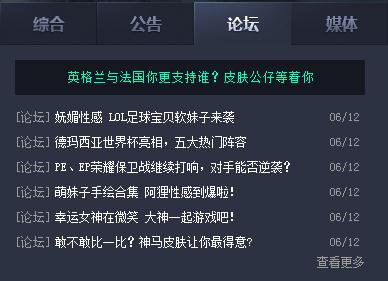 综合 公告 论坛 媒体
英格兰与法国你更支持谁?皮肤公仔等着你
[论坛] 妩媚性感 LOL足球宝贝软妹子来袭 06/12
[论坛] 德玛西亚世界杯亮相,五大热门阵容 06/12
[论坛] PE、EP荣耀保卫战继续打响,对手能否逆袭? 06/12
[论坛] 萌妹子手绘合集 阿狸性感到爆啦! 06/12
[论坛] 幸运女神在微笑 大神一起游戏吧! 06/12
[论坛] 敢不敢比一比?神马皮肤让你最得意? 06/12
查看更多